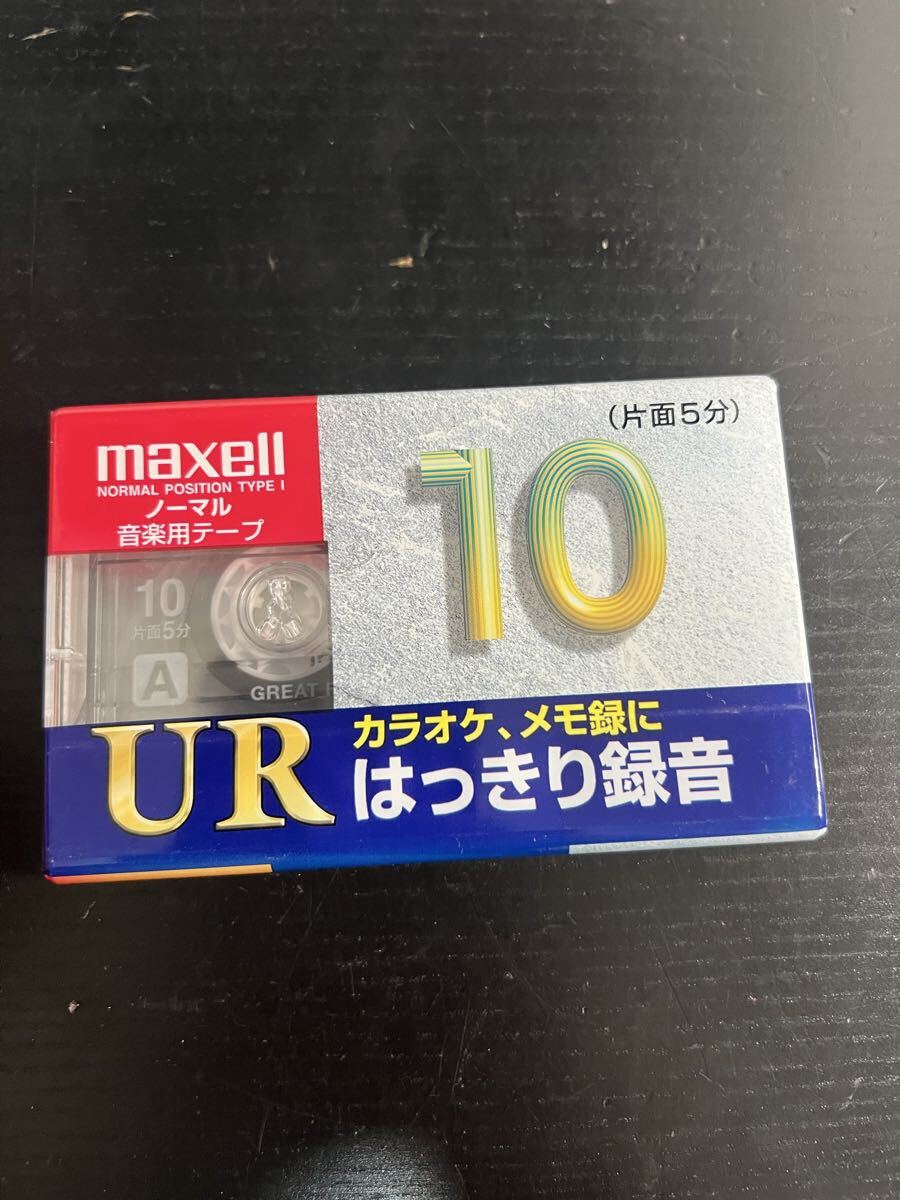 maxell
NORMAL POSITION TYPE I
ノーマル
音楽用テープ
(片面5分)
10
10
片面5分
A
GREAT
UR
カラオケ、メモ録に
はっきり録音